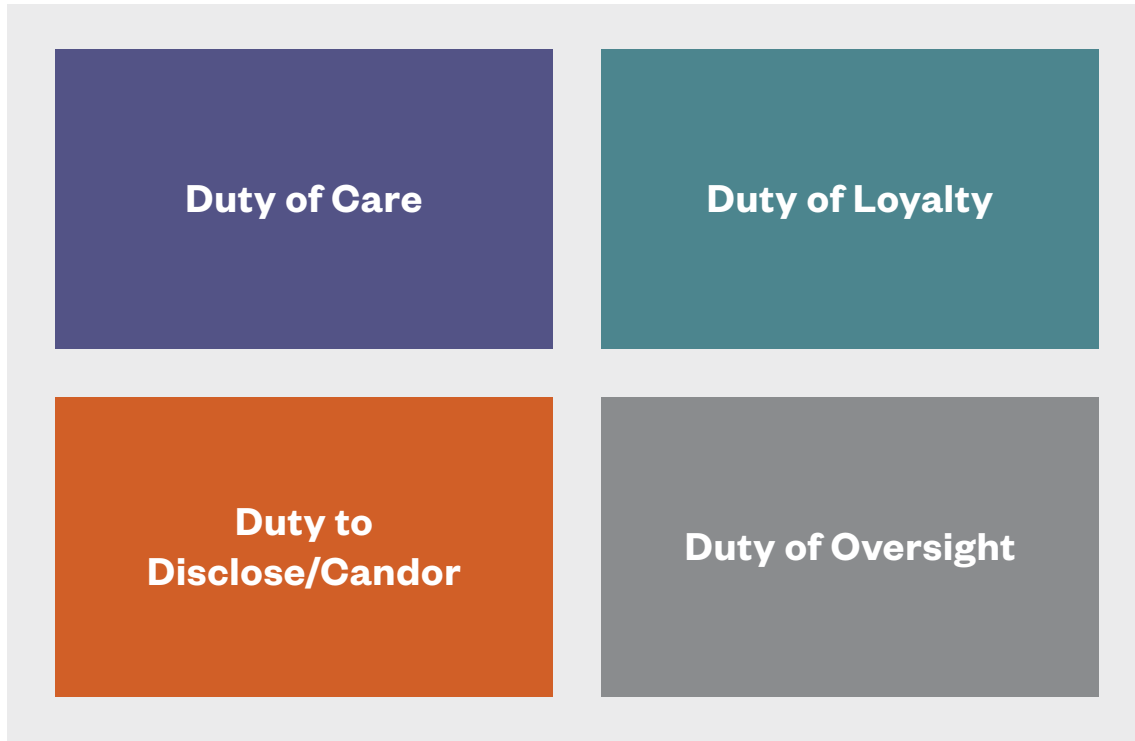 Duty of Care
Duty of Loyalty
Duty to
Disclose/Candor
Duty of Oversight